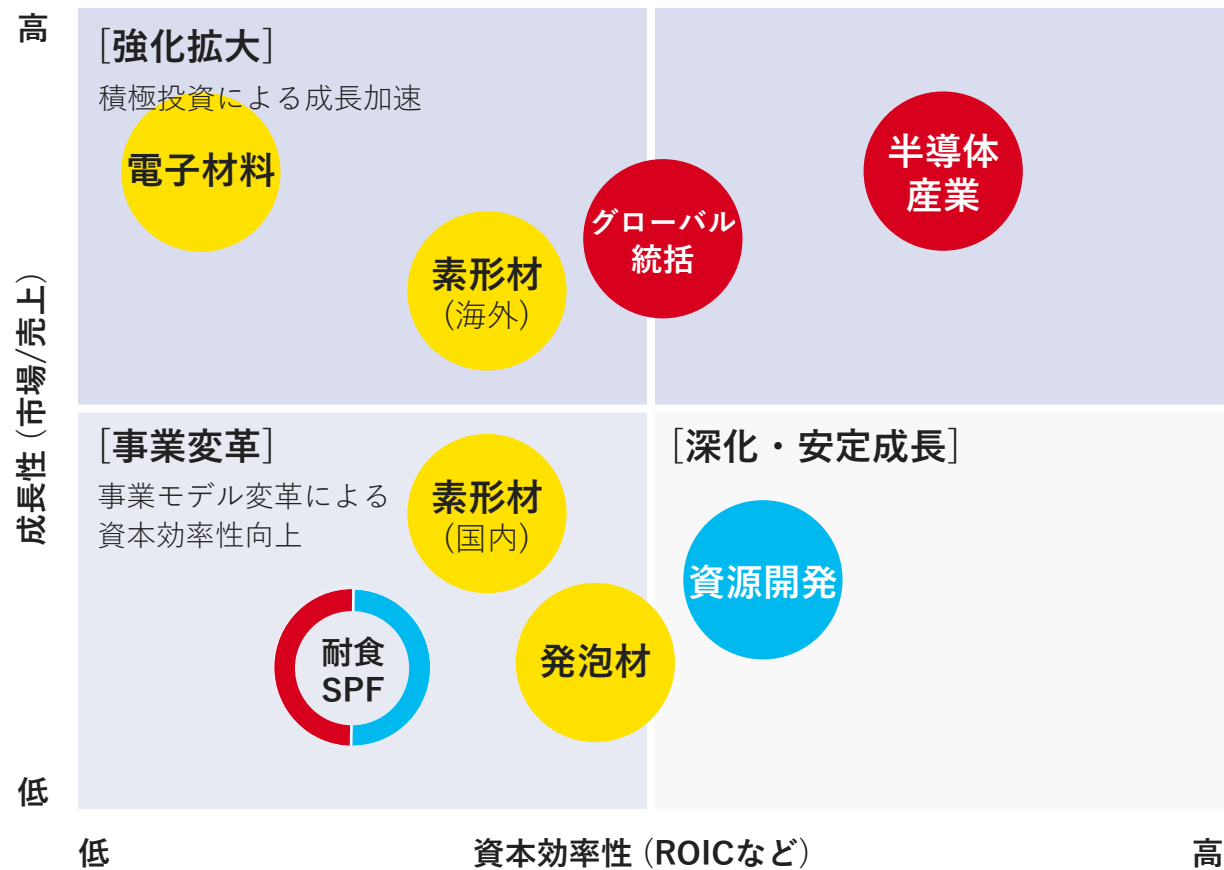 高
[強化拡大]
積極投資による成長加速
電子材料
半導体
産業
グローバル
統括
素形材
(海外)
成長性 (市場/売上)
[事業変革]
事業モデル変革による
資本効率性向上
素形材
(国内)
[深化・安定成長]
資源開発
耐食
SPF
発泡材
低
低
資本効率性 (ROICなど)
高